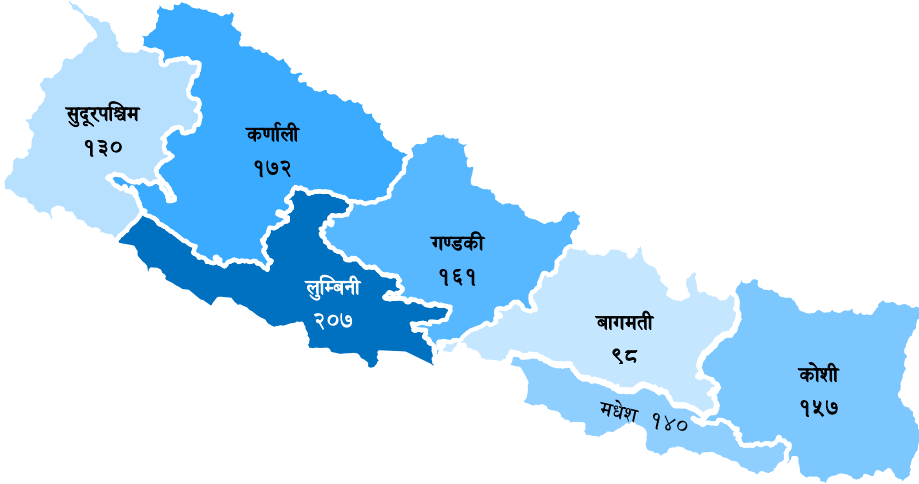 सुदूरपश्चिम
१३०
कर्णाली
१७२
गण्डकी
१६१
लुम्बिनी
२०७
बागमती
९८
कोशी
१५७
मधेश १४०